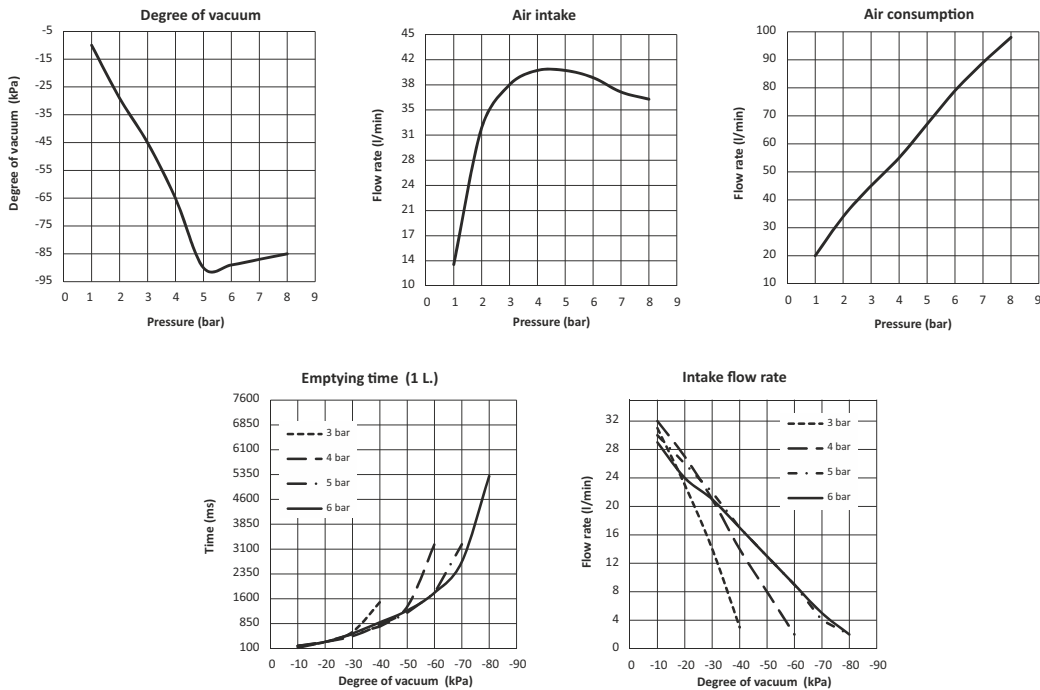 Degree of vacuum
Degree of vacuum (kPa)
-5
-15
-25
-35
-45
-55
-65
-75
-85
-95
0 1 2 3 4 5 6 7 8 9
Pressure (bar)
Air intake
Flow rate (l/min)
45
42
38
35
31
28
24
21
17
14
10
0 1 2 3 4 5 6 7 8 9
Pressure (bar)
Air consumption
Flow rate (l/min)
100
90
80
70
60
50
40
30
20
10
0 1 2 3 4 5 6 7 8 9
Pressure (bar)
Emptying time (1 L.)
Time (ms)
7600
6850
6100
5350
4600
3850
3100
2350
1600
850
100
3 bar
4 bar
5 bar
6 bar
0 -10 -20 -30 -40 -50 -60 -70 -80 -90
Degree of vacuum (kPa)
Intake flow rate
Flow rate (l/min)
32
28
24
20
16
12
8
4
0
3 bar
4 bar
5 bar
6 bar
0 -10 -20 -30 -40 -50 -60 -70 -80 -90
Degree of vacuum (kPa)